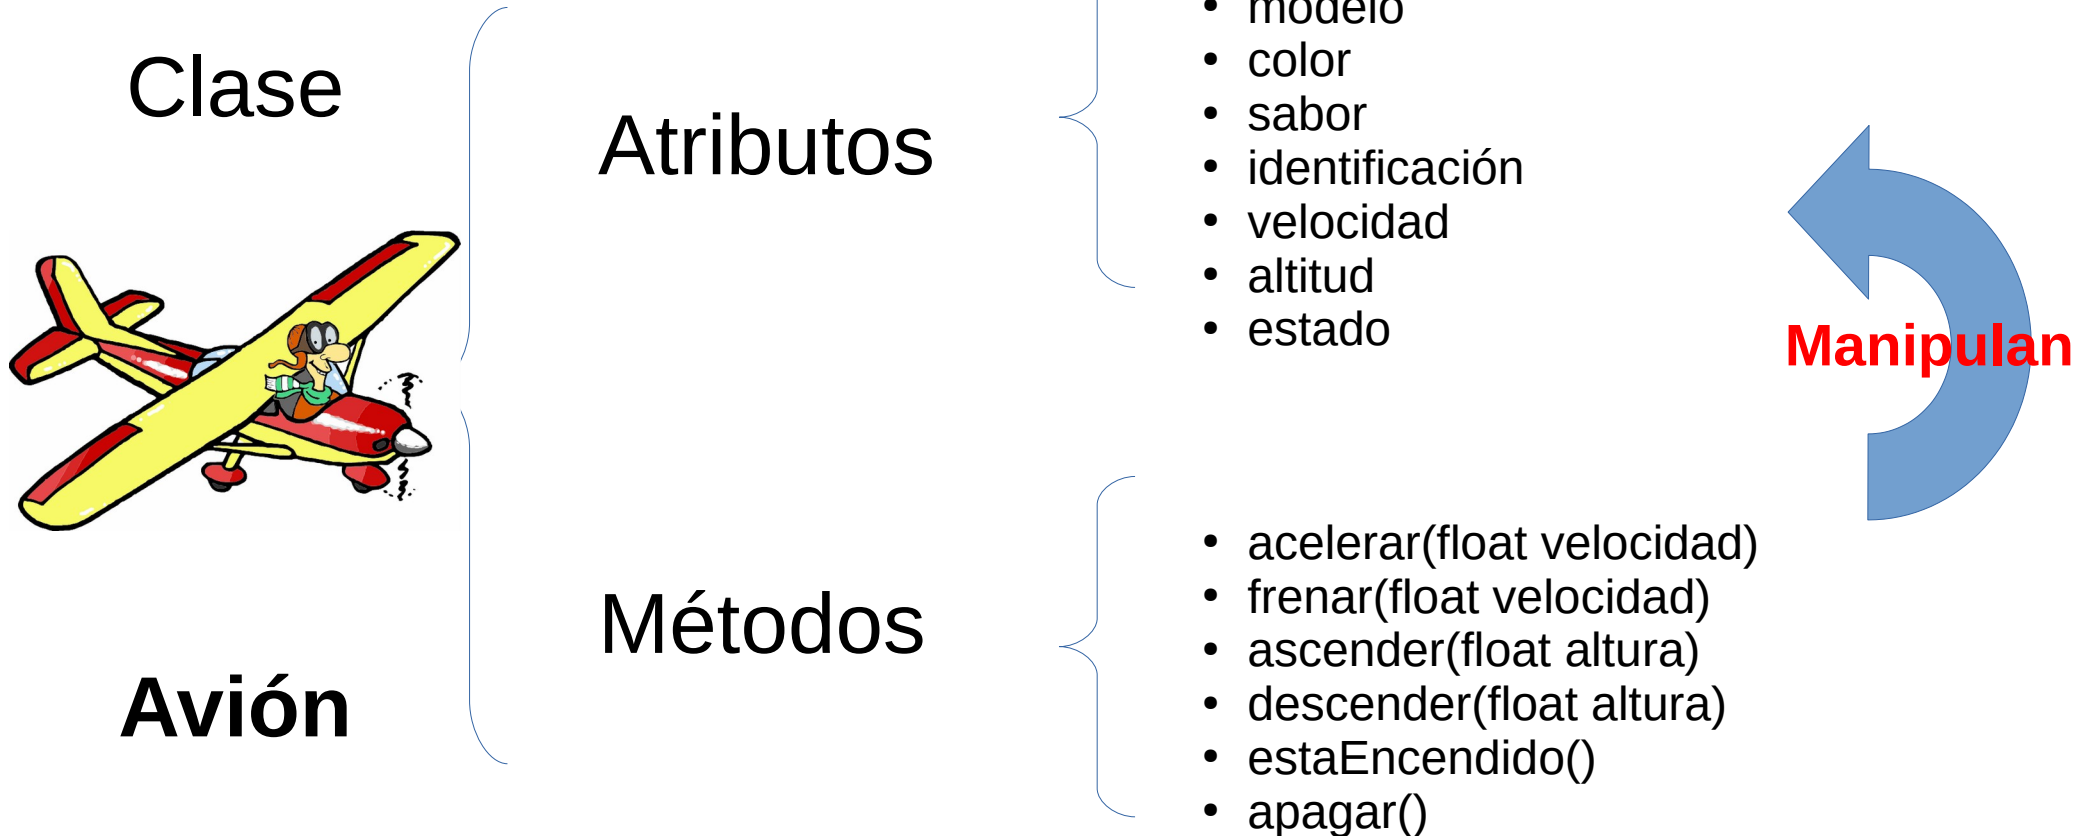 Clase
Avión
Atributos
• modelo
• color
• sabor
• identificación
• velocidad
• altitud
• estado
Métodos
• acelerar(float velocidad)
• frenar(float velocidad)
• ascender(float altura)
• descender(float altura)
• estaEncendido()
• apagar()
Manipulan